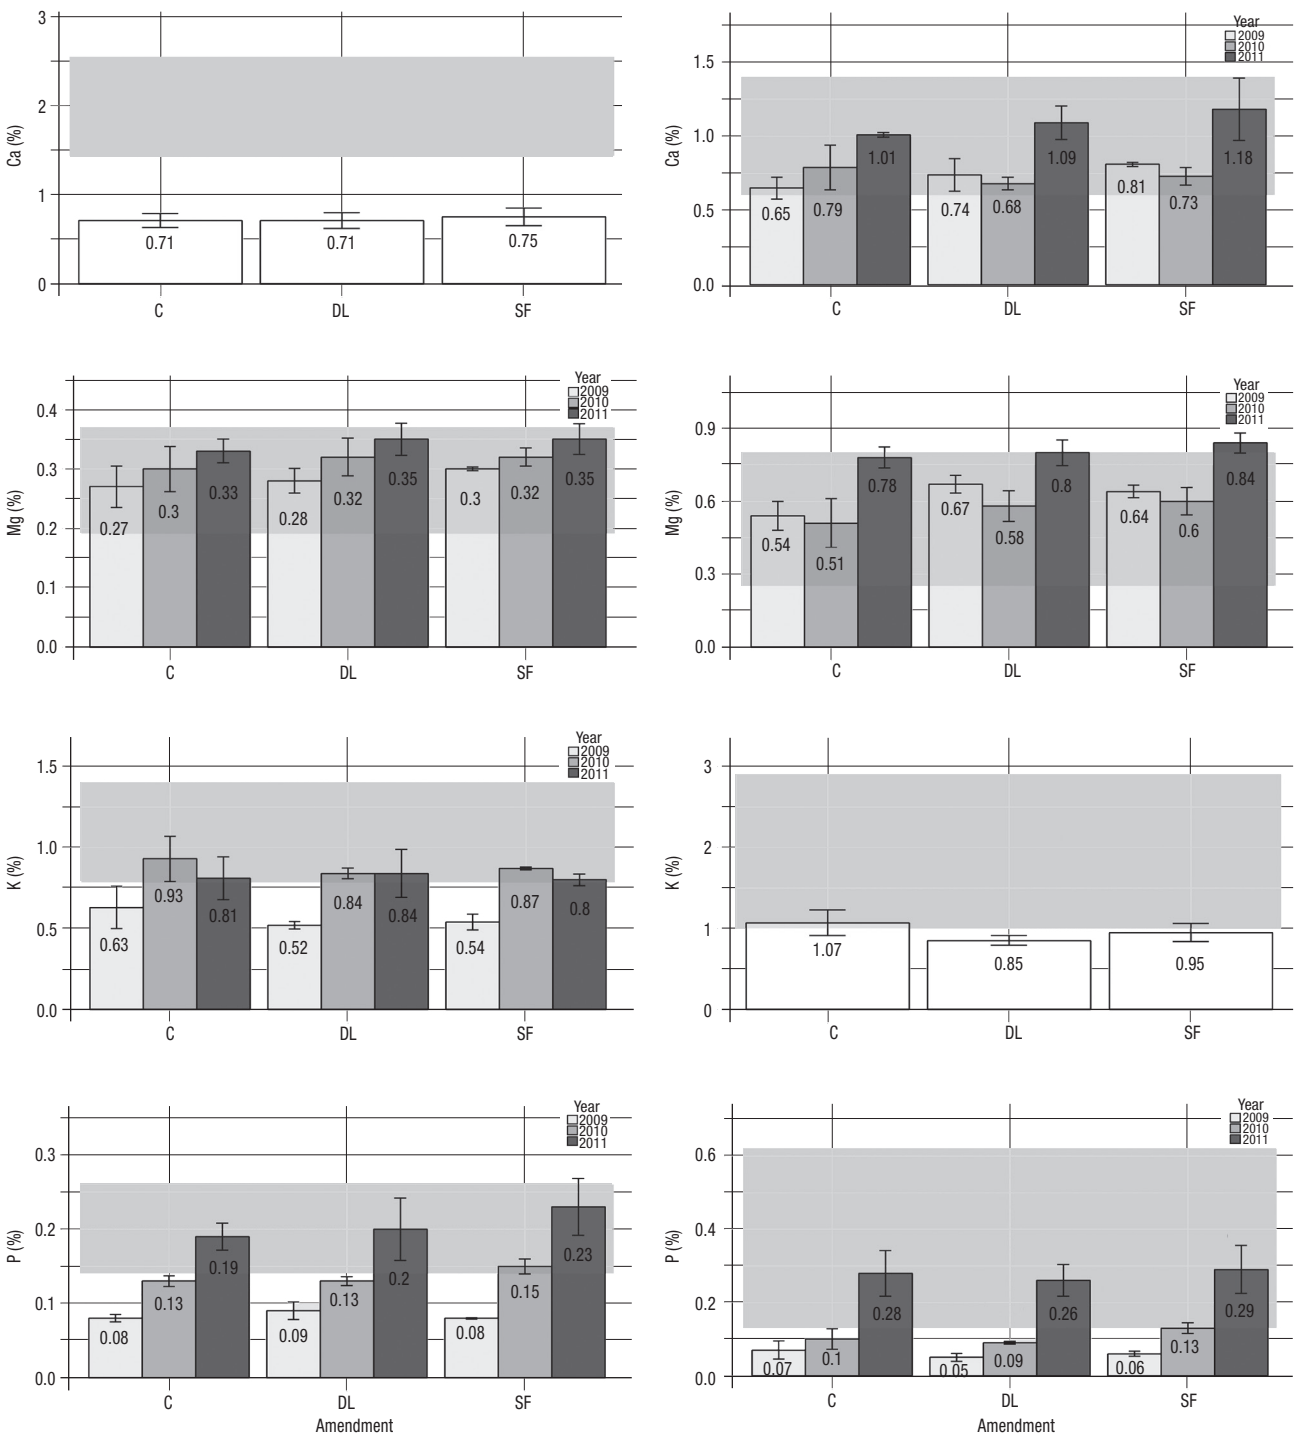 3
2
1
0
Ca (%)
0.71
0.71
0.75
C
DL
SF
Year
2009
2010
2011
1.5
1.0
0.5
0.0
Ca (%)
0.65
0.79
1.01
0.74
0.68
1.09
0.81
0.73
1.18
C
DL
SF
Year
2009
2010
2011
0.4
0.3
0.2
0.1
0.0
Mg (%)
0.27
0.3
0.33
0.28
0.32
0.35
0.3
0.32
0.35
C
DL
SF
Year
2009
2010
2011
0.9
0.6
0.3
0.0
Mg (%)
0.54
0.51
0.78
0.67
0.58
0.8
0.64
0.6
0.84
C
DL
SF
Year
2009
2010
2011
1.5
1.0
0.5
0.0
K (%)
0.63
0.93
0.81
0.52
0.84
0.84
0.54
0.87
0.8
C
DL
SF
3
2
1
0
K (%)
1.07
0.85
0.95
C
DL
SF
Year
2009
2010
2011
0.3
0.2
0.1
0.0
P (%)
0.08
0.13
0.19
0.09
0.13
0.2
0.08
0.15
0.23
C
DL
SF
Amendment
Year
2009
2010
2011
0.6
0.4
0.2
0.0
P (%)
0.07
0.1
0.28
0.05
0.09
0.26
0.06
0.13
0.29
C
DL
SF
Amendment